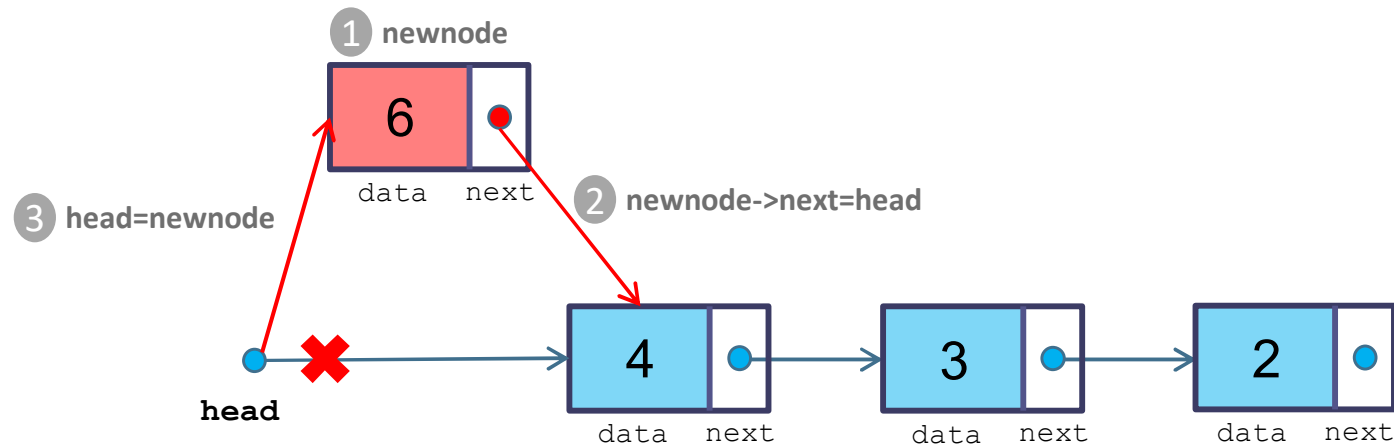 1 newnode
6
data next
2 newnode->next=head
3 head=newnode
4
3
2
head
data next
data next
data next